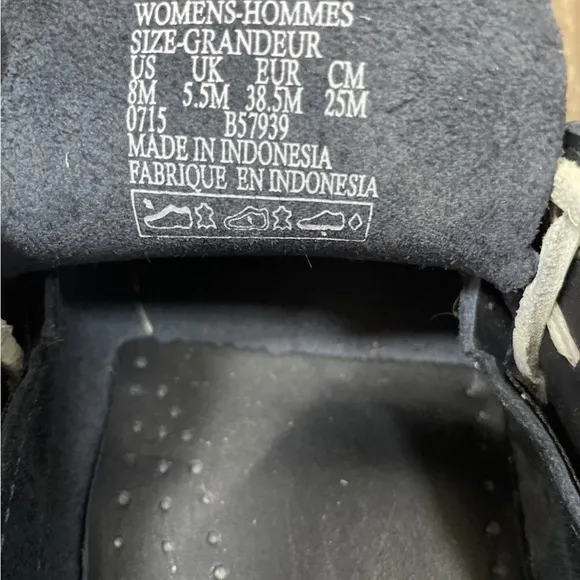 WOMENS-HOMMES
SIZE-GRANDEUR
US UK EUR CM
8M 5.5M 38.5M 25M
0715 B57939
MADE IN INDONESIA
FABRIQUE EN INDONESIA